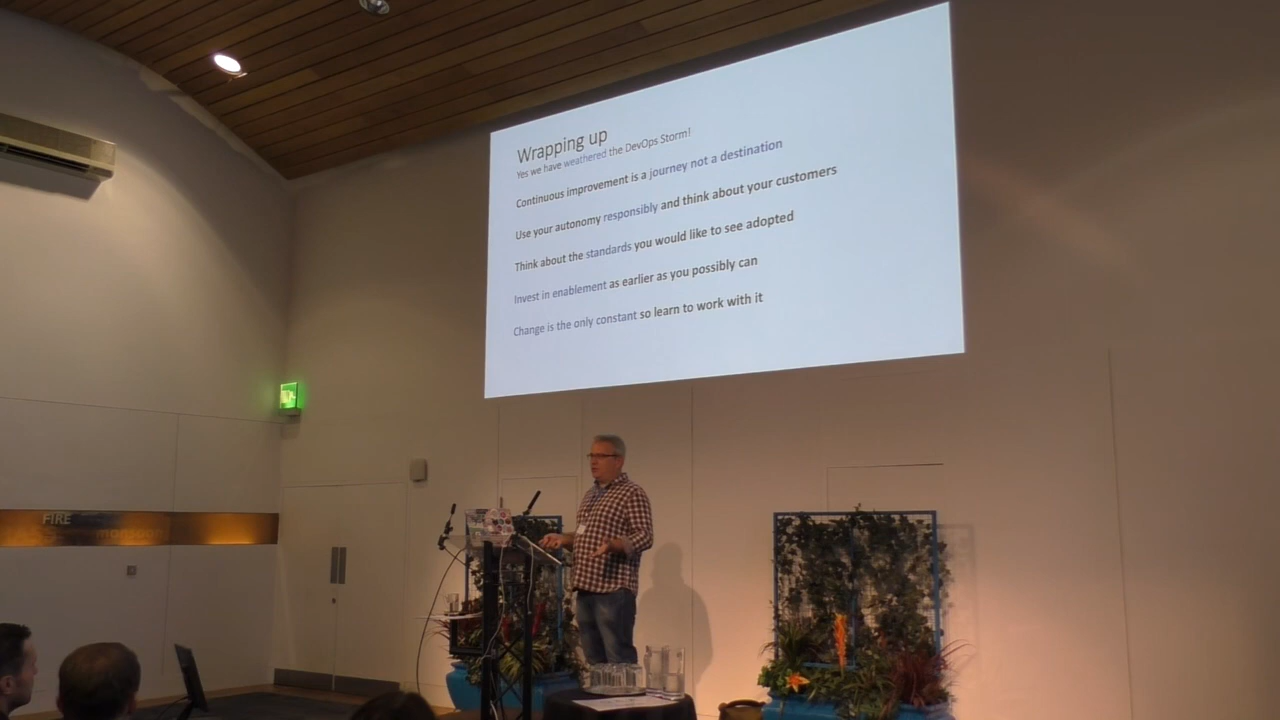 Wrapping up
Yes we have weathered the DevOps Storm!
Continuous improvement is a journey not a destination
Use your autonomy responsibly and think about your customers
Think about the standards you would like to see adopted
Invest in enablement as earlier as you possibly can
Change is the only constant so learn to work with it
FIRE
monsoon